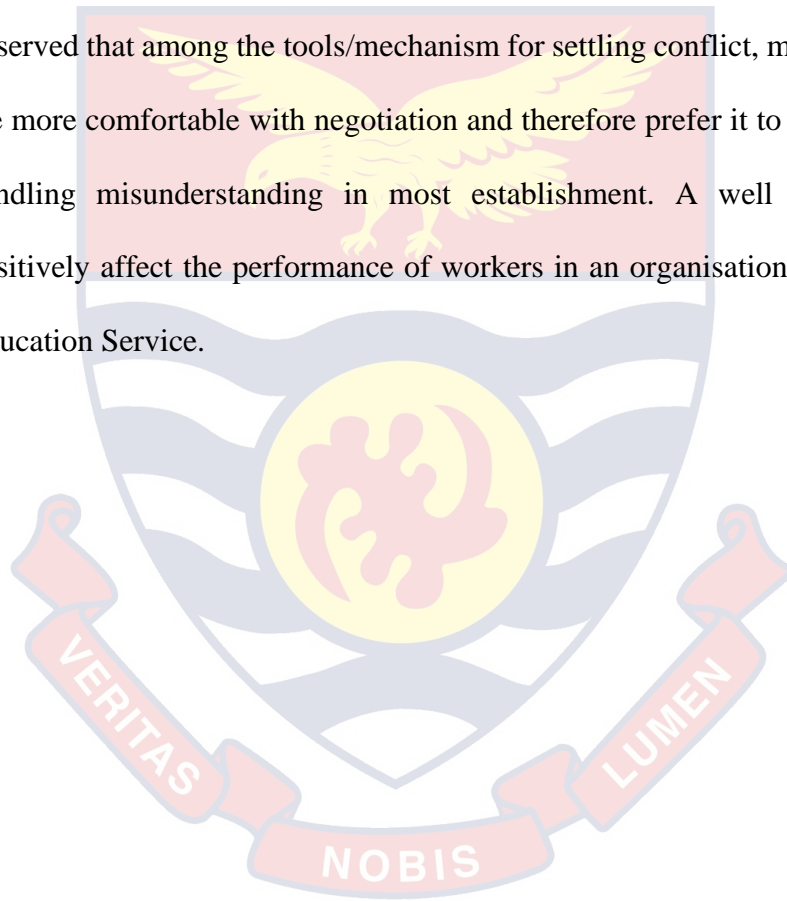 served that among the tools/mechanism for settling conflict, m
e more comfortable with negotiation and therefore prefer it to
ndling misunderstanding in most establishment. A well
sitively affect the performance of workers in an organisation
ucation Service.
VERITAS
NOBIS
LUMEN